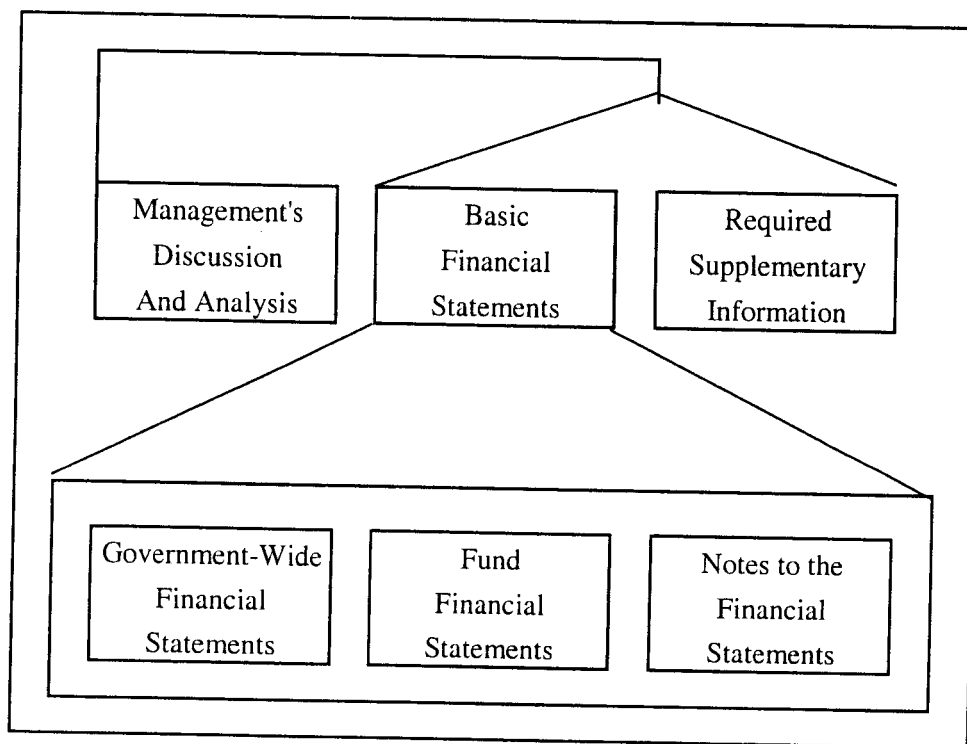 Management's
Discussion
And Analysis
Basic
Financial
Statements
Required
Supplementary
Information
Government-Wide
Financial
Statements
Fund
Financial
Statements
Notes to the
Financial
Statements